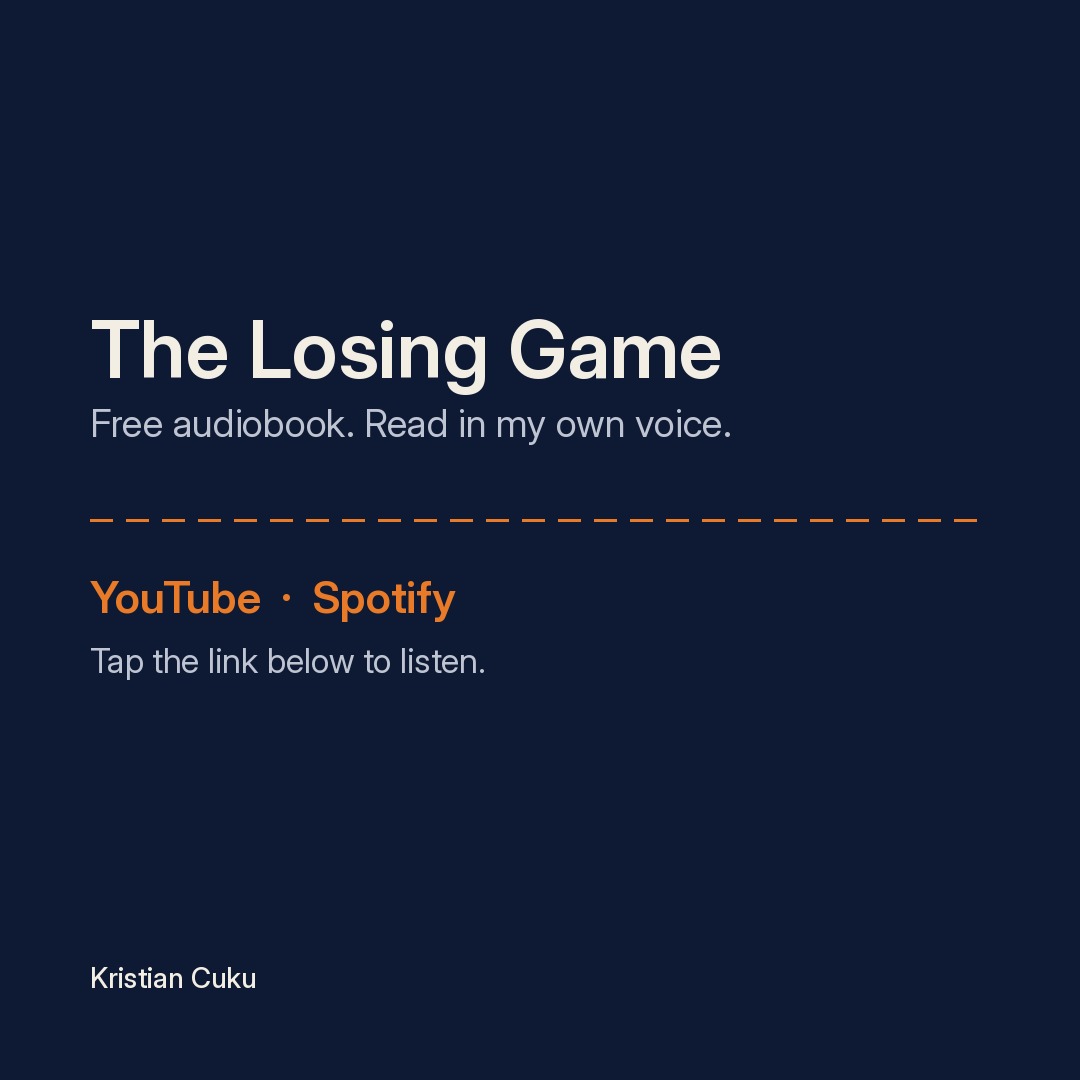 The Losing Game
Free audiobook. Read in my own voice.
YouTube · Spotify
Tap the link below to listen.
Kristian Cuku